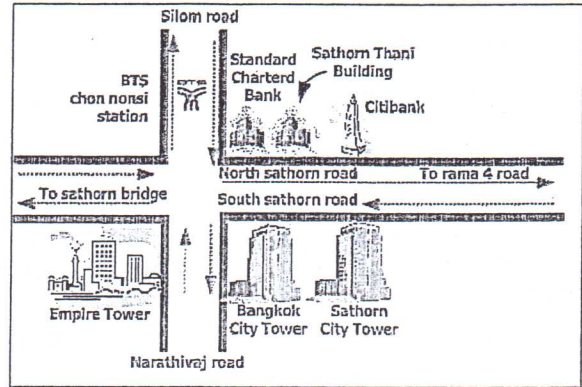 Silom road
BTS
chon nonsi
station
Standard
Charterd
Bank
Sathorn Thani
Building
Citibank
North sathorn road
To rama 4 road
To sathorn bridge
South sathorn road
Empire Tower
Bangkok
City Tower
Sathorn
City Tower
Narathivaj road